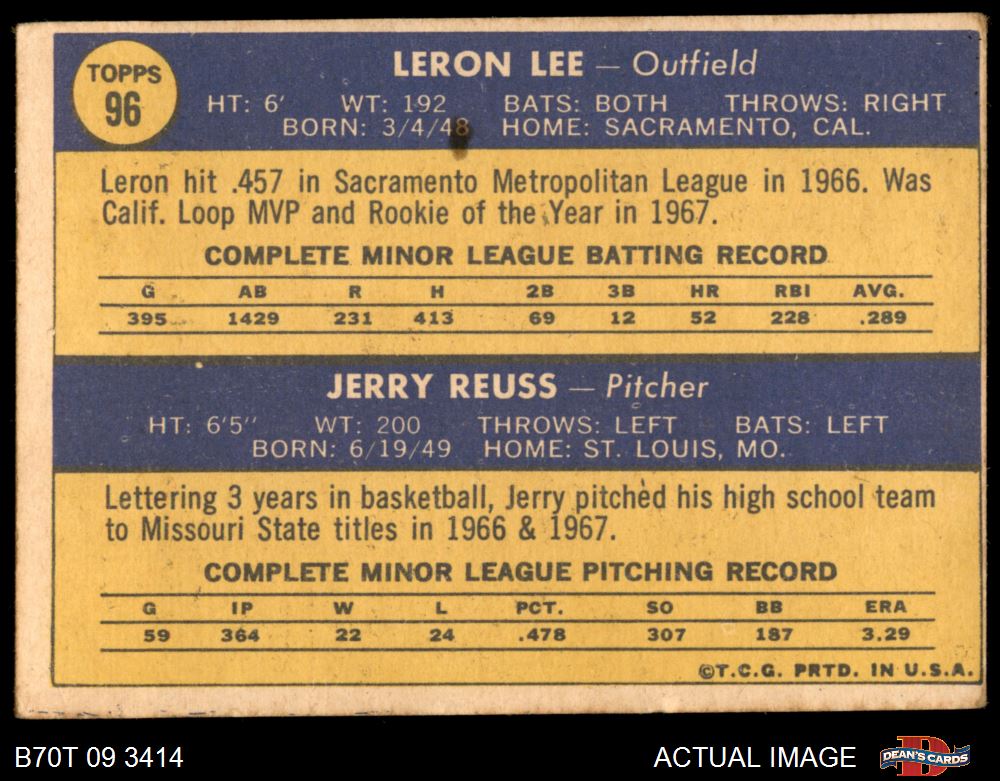 TOPPS
96
LERON LEE — Outfield
HT: 6' WT: 192 BATS: BOTH THROWS: RIGHT
BORN: 3/4/48 HOME: SACRAMENTO, CAL.
Leron hit .457 in Sacramento Metropolitan League in 1966. Was
Calif. Loop MVP and Rookie of the Year in 1967.
COMPLETE MINOR LEAGUE BATTING RECORD
G AB R H 2B 3B HR RBI AVG.
395 1429 231 413 69 12 52 228 .289
JERRY REUSS — Pitcher
HT: 6'5" WT: 200 THROWS: LEFT BATS: LEFT
BORN: 6/19/49 HOME: ST. LOUIS, MO.
Lettering 3 years in basketball, Jerry pitched his high school team
to Missouri State titles in 1966 & 1967.
COMPLETE MINOR LEAGUE PITCHING RECORD
G IP W L PCT. SO BB ERA
59 364 22 24 .478 307 187 3.29
©T.C.G. PRTD. IN U.S.A.
B70T 09 3414 ACTUAL IMAGE DEAN'S CARDS